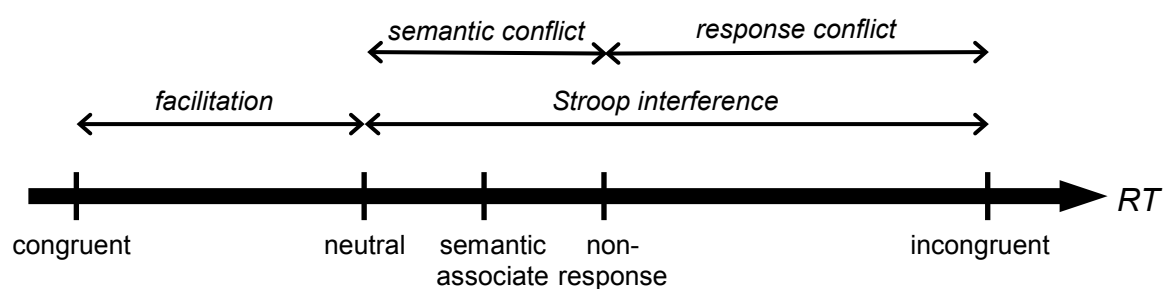 semantic conflict response conflict
facilitation Stroop interference
RT
congruent neutral semantic non- incongruent
associate response